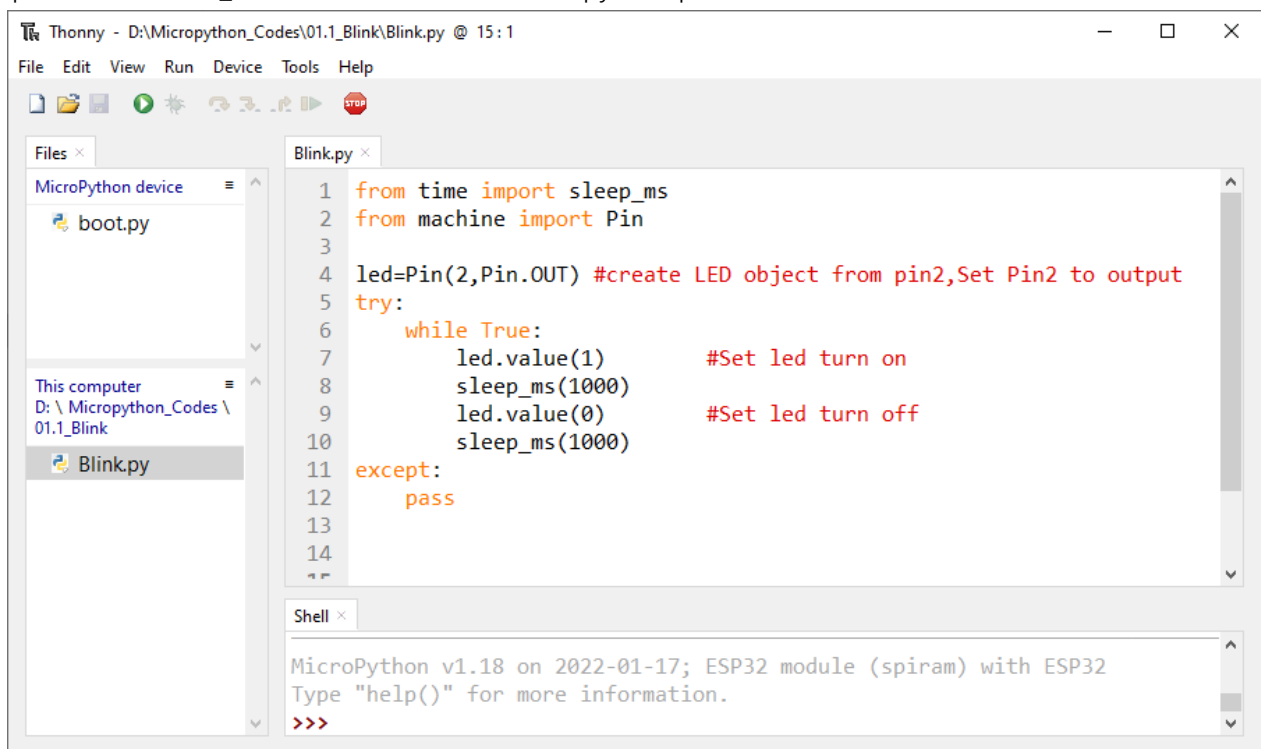 Thonny - D:\Micropython_Codes\01.1_Blink\Blink.py @ 15:1
File Edit View Run Device Tools Help
STOP
Files
MicroPython device
boot.py
This computer
D: \ Micropython_Codes \
01.1_Blink
Blink.py
Blink.py
1 from time import sleep_ms
2 from machine import Pin
3
4 led=Pin(2,Pin.OUT) #create LED object from pin2,Set Pin2 to output
5 try:
6     while True:
7         led.value(1)        #Set led turn on
8         sleep_ms(1000)
9         led.value(0)        #Set led turn off
10         sleep_ms(1000)
11 except:
12     pass
13
14
15
Shell
MicroPython v1.18 on 2022-01-17; ESP32 module (spiram) with ESP32
Type "help()" for more information.
>>>